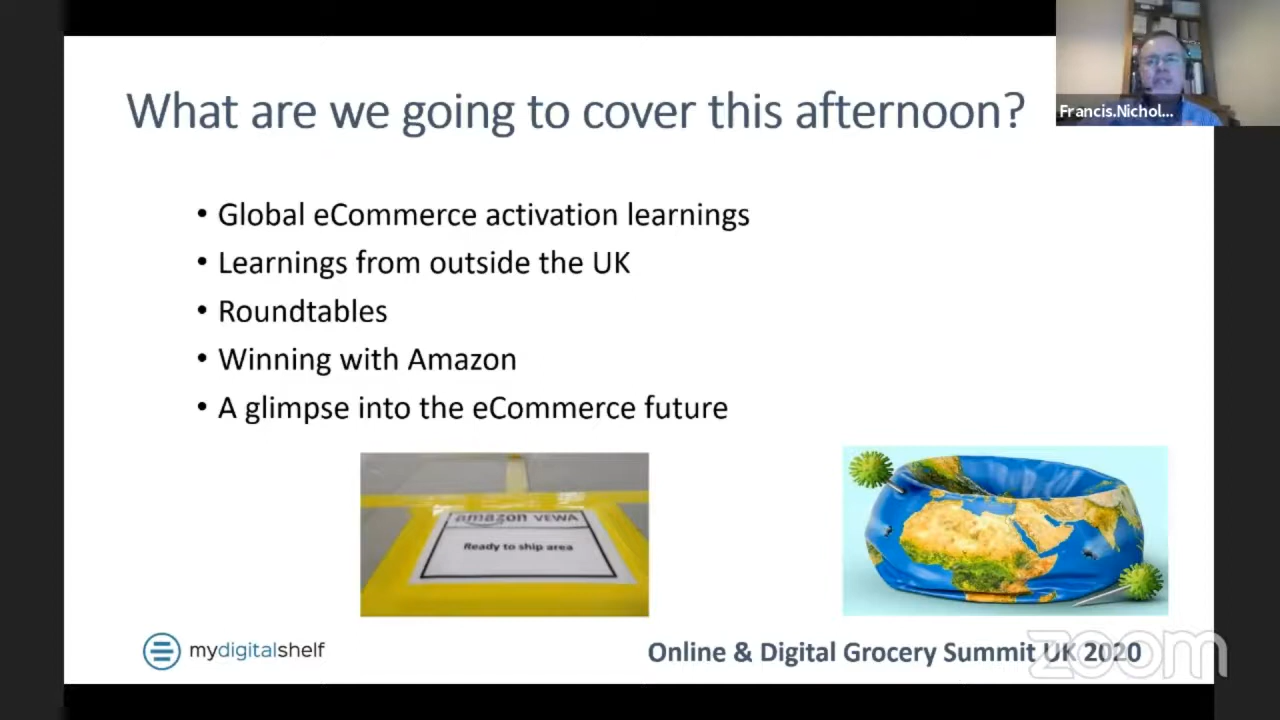 What are we going to cover this afternoon?
Francis.Nichol...
• Global eCommerce activation learnings
• Learnings from outside the UK
• Roundtables
• Winning with Amazon
• A glimpse into the eCommerce future
amazon VEWA
Ready to ship area
mydigitalshelf
Online & Digital Grocery Summit UK 2020
zoom